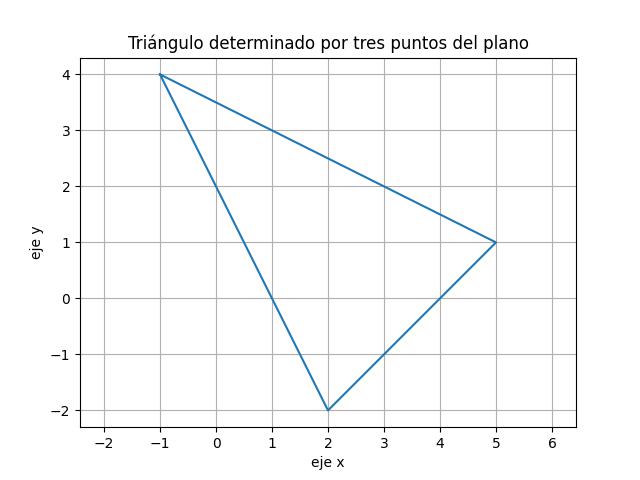 Triángulo determinado por tres puntos del plano
eje y
4
3
2
1
0
−1
−2
−2 −1 0 1 2 3 4 5 6
eje x